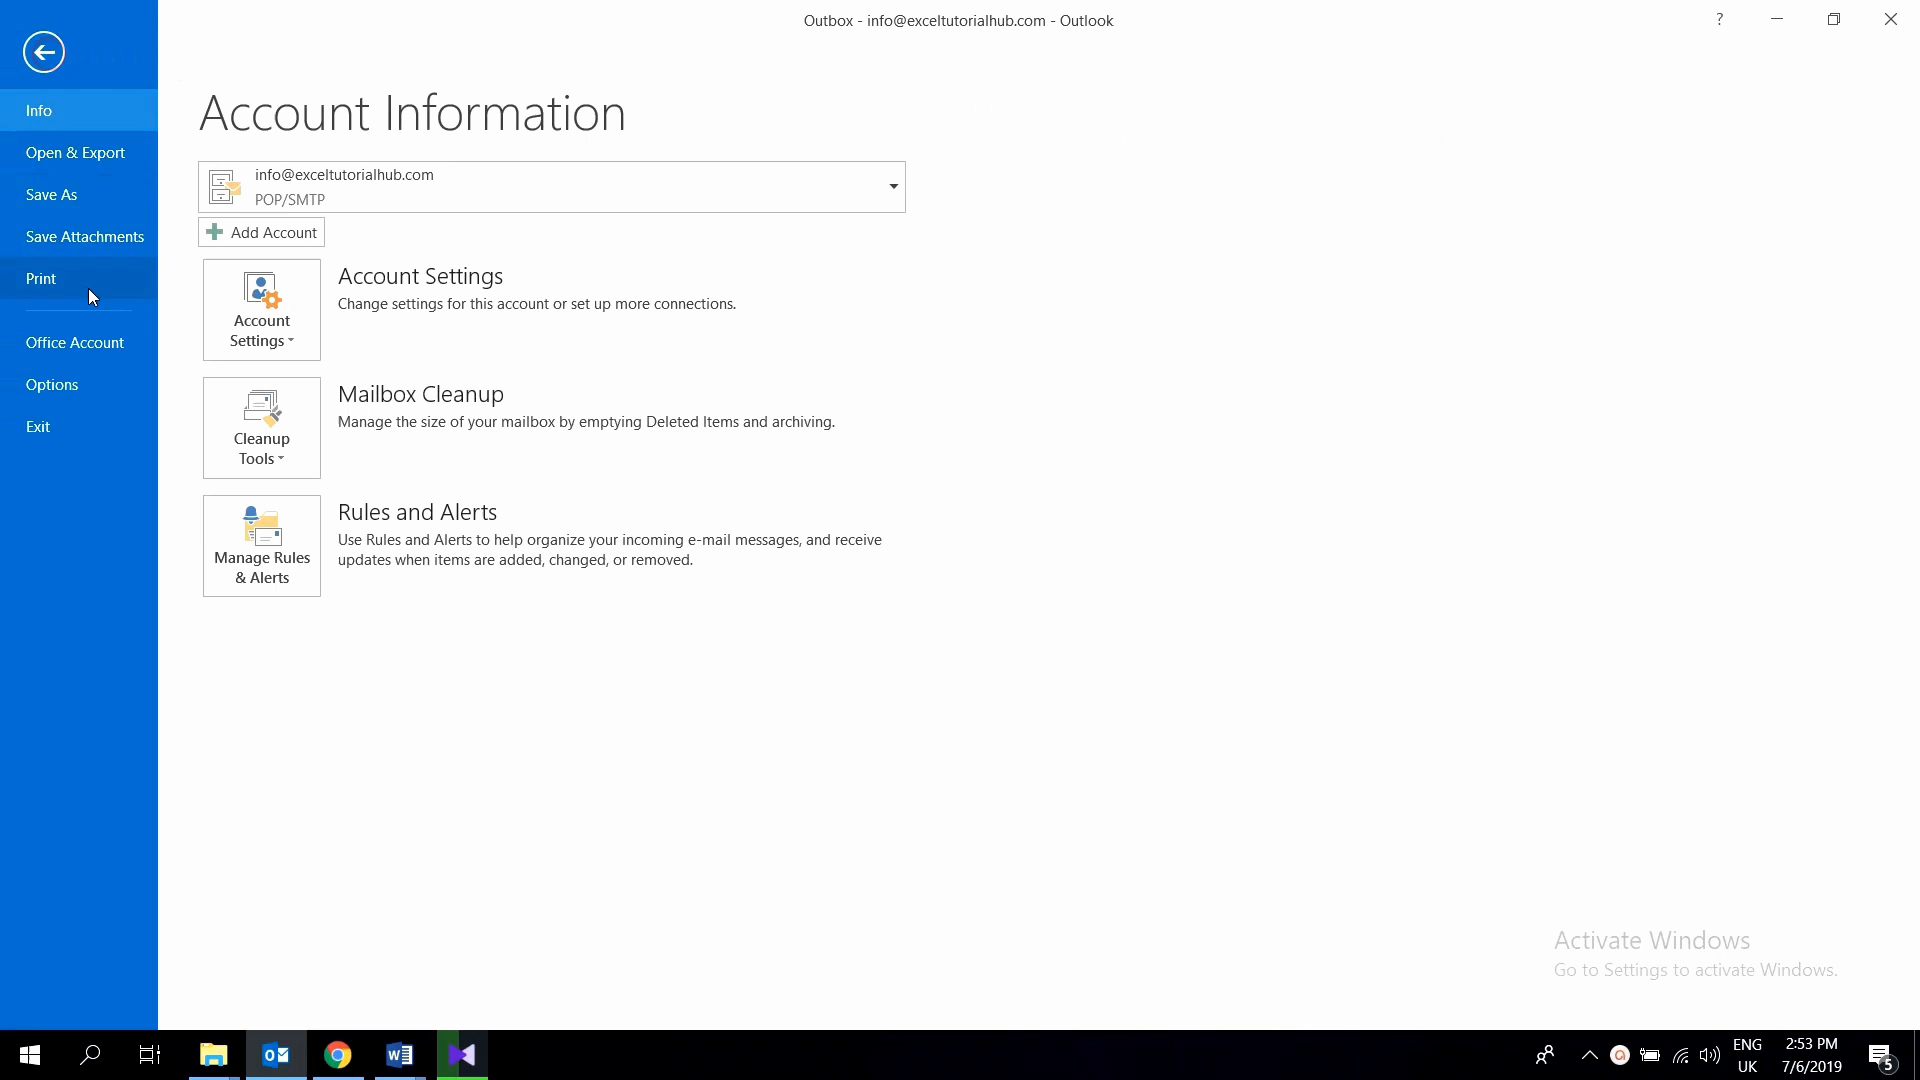 Outbox - info@exceltutorialhub.com - Outlook
?
Info
Open & Export
Save As
Save Attachments
Print
Office Account
Options
Exit
Account Information
info@exceltutorialhub.com
POP/SMTP
Add Account
Account
Settings
Account Settings
Change settings for this account or set up more connections.
Cleanup
Tools
Mailbox Cleanup
Manage the size of your mailbox by emptying Deleted Items and archiving.
Manage Rules
& Alerts
Rules and Alerts
Use Rules and Alerts to help organize your incoming e-mail messages, and receive
updates when items are added, changed, or removed.
Activate Windows
Go to Settings to activate Windows.
ENG
UK
2:53 PM
7/6/2019
5